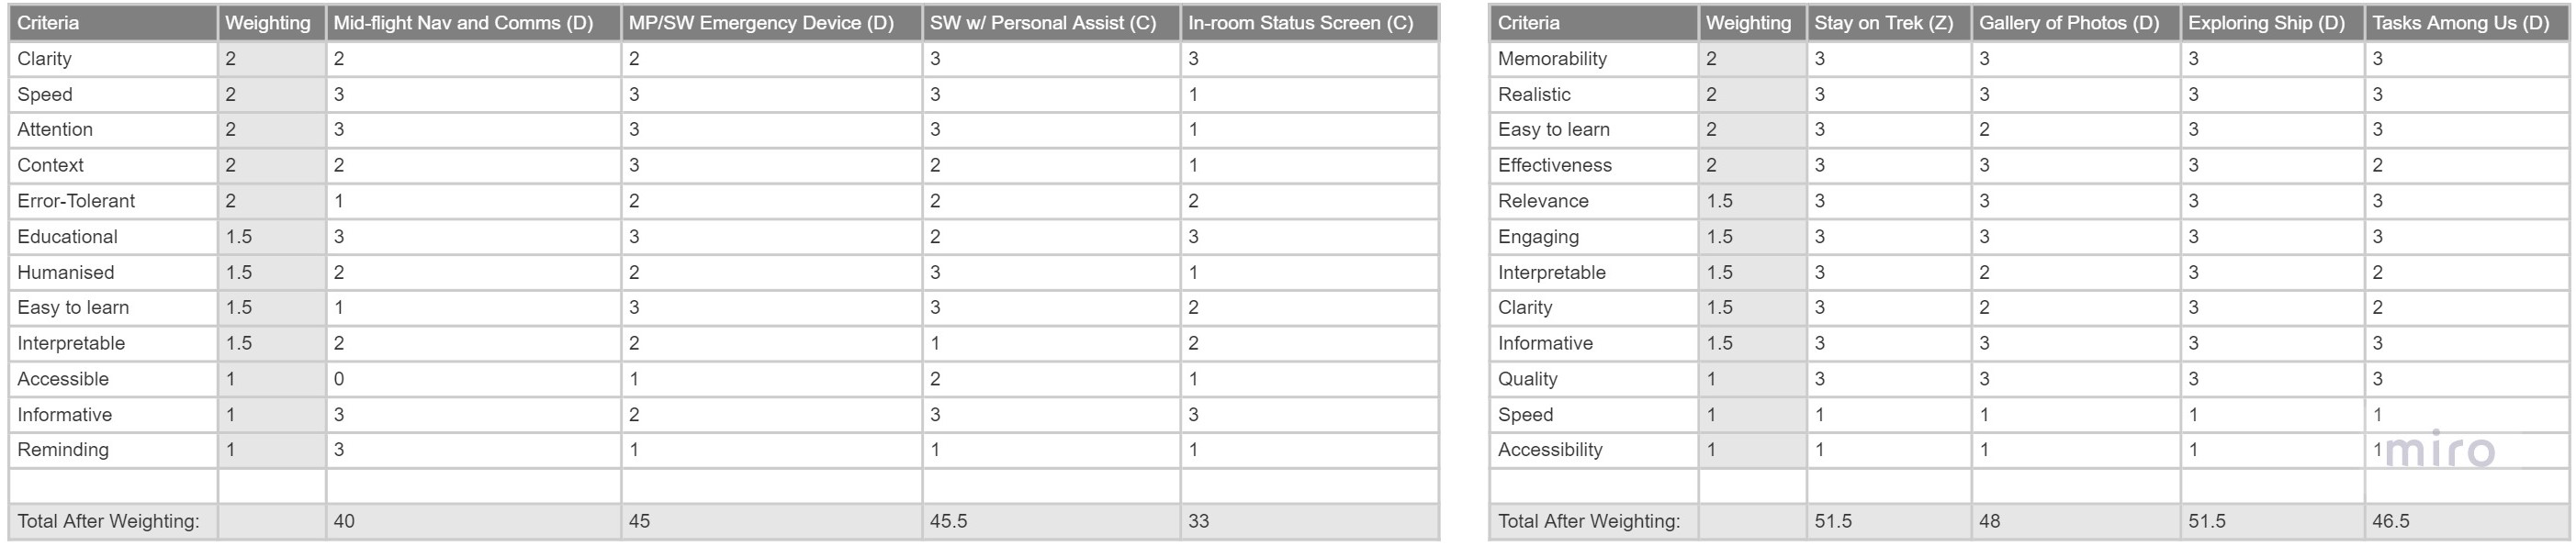 Criteria Weighting Mid-flight Nav and Comms (D) MP/SW Emergency Device (D) SW w/ Personal Assist (C) In-room Status Screen (C)
Clarity 2 2 2 3 3
Speed 2 3 3 3 1
Attention 2 3 3 3 1
Context 2 2 3 2 1
Error-Tolerant 2 1 2 2 2
Educational 1.5 3 3 2 3
Humanised 1.5 2 2 3 1
Easy to learn 1.5 1 3 3 2
Interpretable 1.5 2 2 1 2
Accessible 1 0 1 2 1
Informative 1 3 2 3 3
Reminding 1 3 1 1 1
Total After Weighting: 40 45 45.5 33
Criteria Weighting Stay on Trek (Z) Gallery of Photos (D) Exploring Ship (D) Tasks Among Us (D)
Memorability 2 3 3 3 3
Realistic 2 3 3 3 3
Easy to learn 2 3 2 3 3
Effectiveness 2 3 3 3 2
Relevance 1.5 3 3 3 3
Engaging 1.5 3 3 3 3
Interpretable 1.5 3 2 3 2
Clarity 1.5 3 2 3 2
Informative 1.5 3 3 3 3
Quality 1 3 3 3 3
Speed 1 1 1 1 1
Accessibility 1 1 1 1 1
miro
Total After Weighting: 51.5 48 51.5 46.5